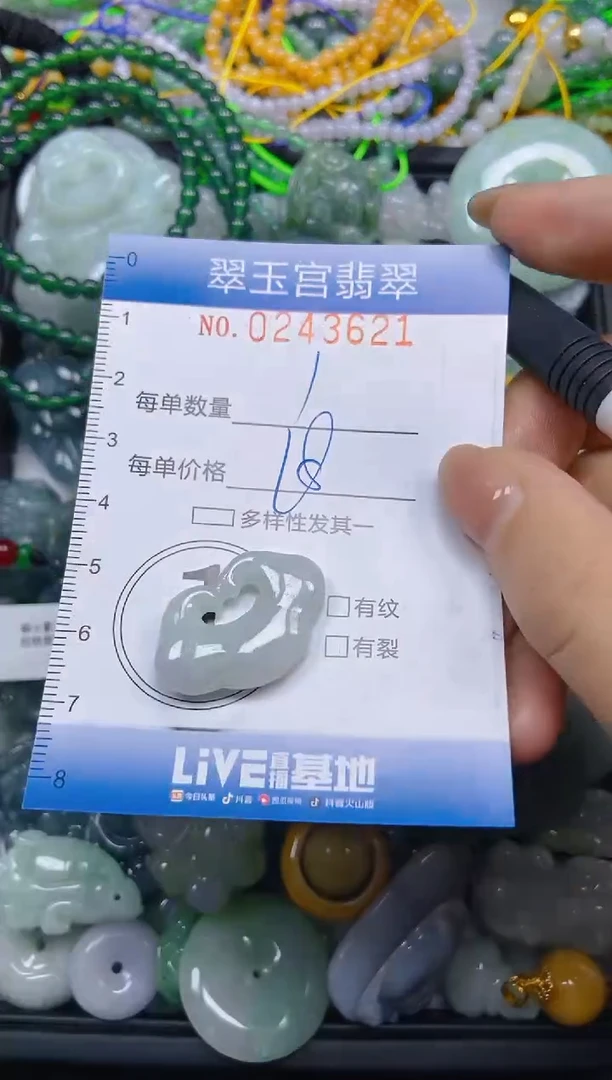 0
翠玉宫翡翠
1
NO. 0243621
2
每单数量 1
3
每单价格 18
4
多样性发其一
5
有纹
6
有裂
7
LiVE直播基地
8
今日头条 抖音 西瓜视频 抖音火山版